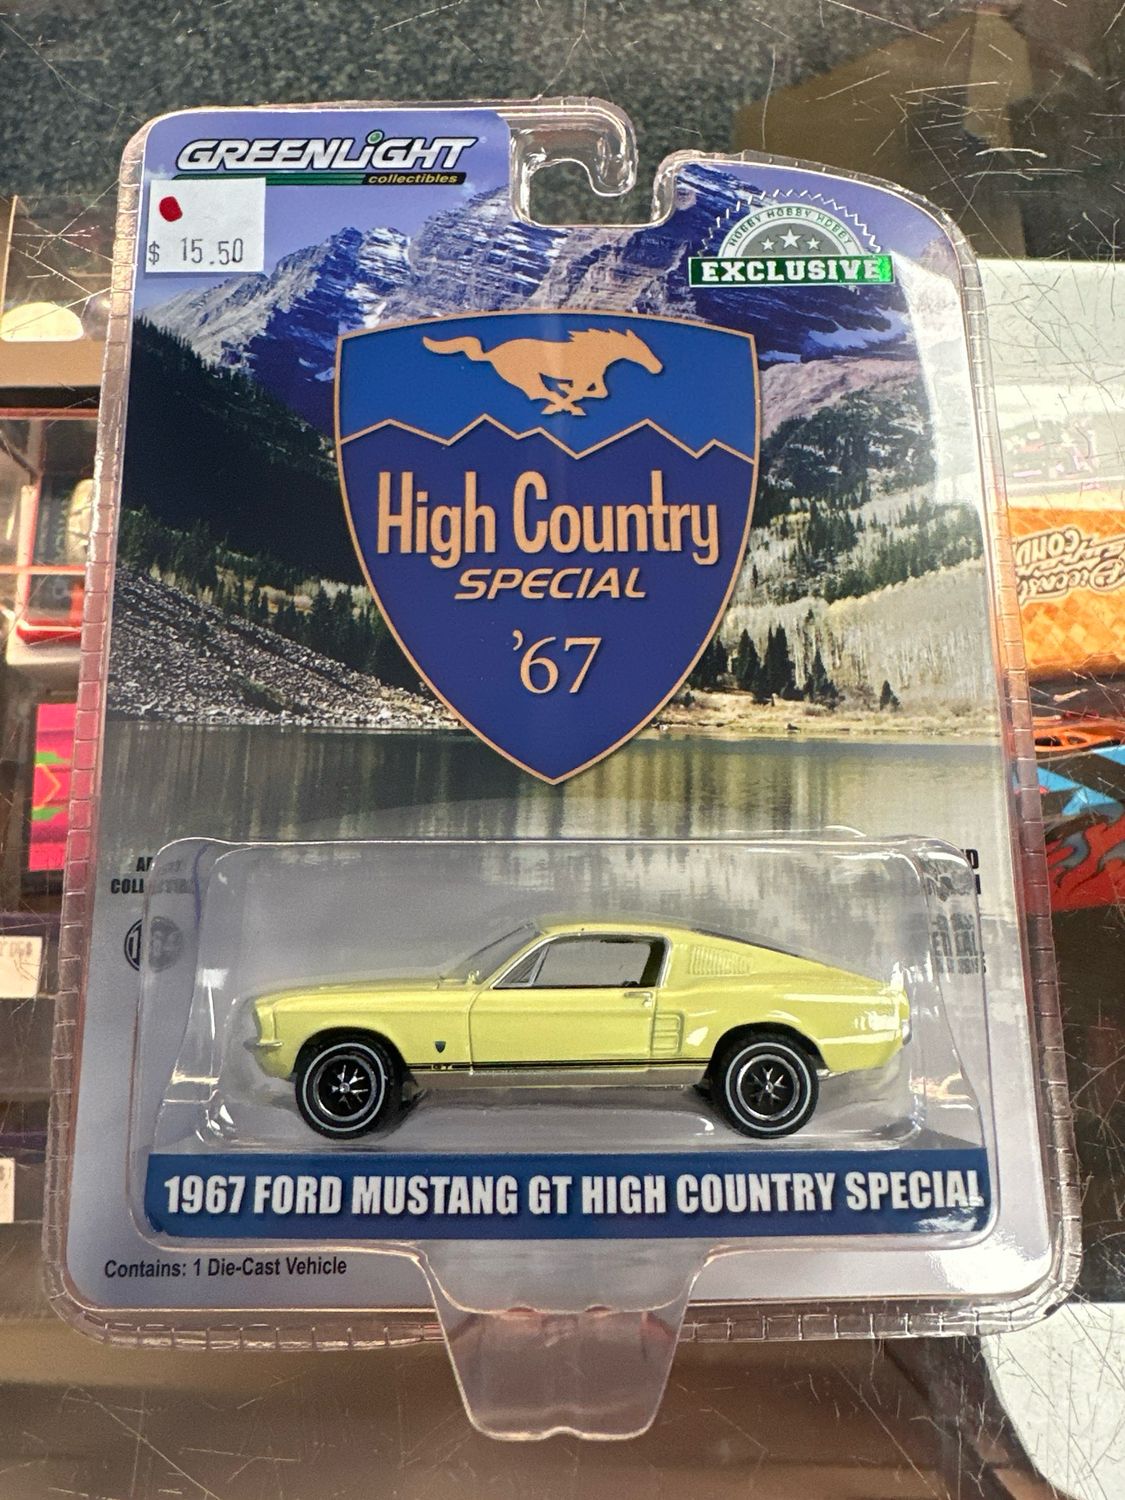 GREENLiGHT
collectibles
$ 15.50
HOBBY HOBBY HOBBY
EXCLUSIVE
High Country
SPECIAL
'67
1967 FORD MUSTANG GT HIGH COUNTRY SPECIAL
Contains: 1 Die-Cast Vehicle